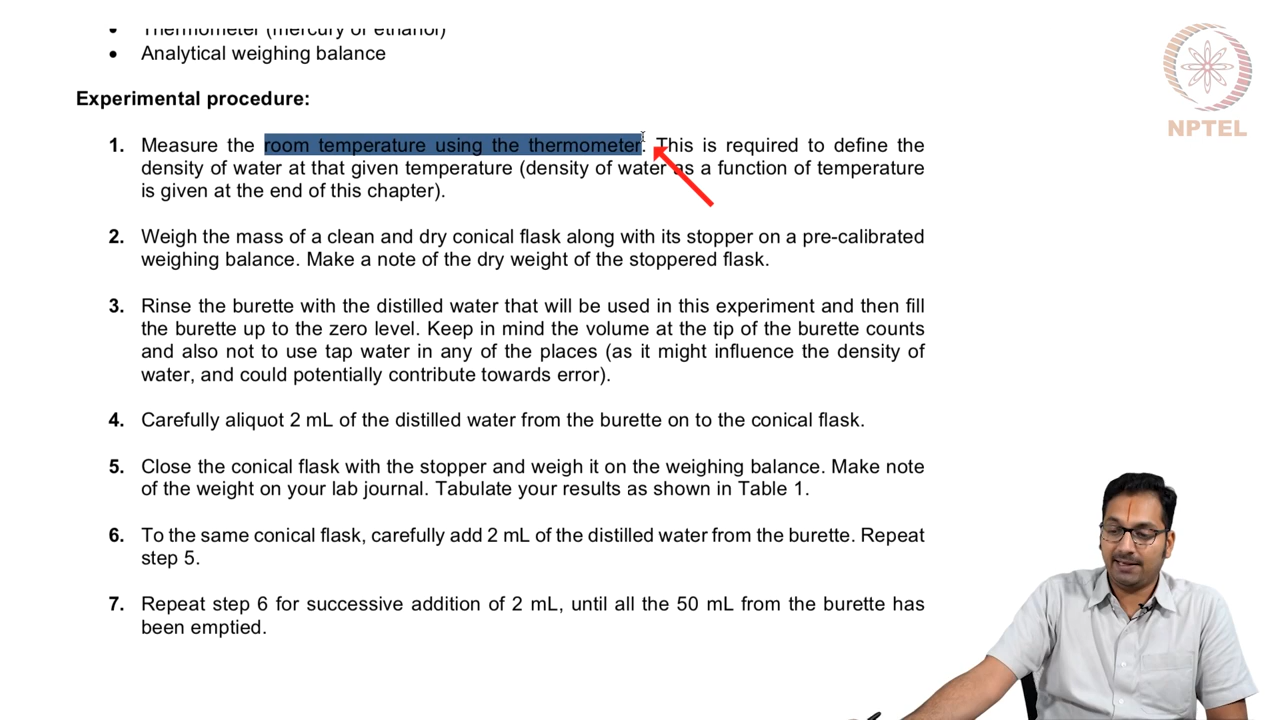 • Thermometer (mercury or ethanol)
• Analytical weighing balance
NPTEL
Experimental procedure:
1. Measure the room temperature using the thermometer. This is required to define the
density of water at that given temperature (density of water as a function of temperature
is given at the end of this chapter).
2. Weigh the mass of a clean and dry conical flask along with its stopper on a pre-calibrated
weighing balance. Make a note of the dry weight of the stoppered flask.
3. Rinse the burette with the distilled water that will be used in this experiment and then fill
the burette up to the zero level. Keep in mind the volume at the tip of the burette counts
and also not to use tap water in any of the places (as it might influence the density of
water, and could potentially contribute towards error).
4. Carefully aliquot 2 mL of the distilled water from the burette on to the conical flask.
5. Close the conical flask with the stopper and weigh it on the weighing balance. Make note
of the weight on your lab journal. Tabulate your results as shown in Table 1.
6. To the same conical flask, carefully add 2 mL of the distilled water from the burette. Repeat
step 5.
7. Repeat step 6 for successive addition of 2 mL, until all the 50 mL from the burette has
been emptied.